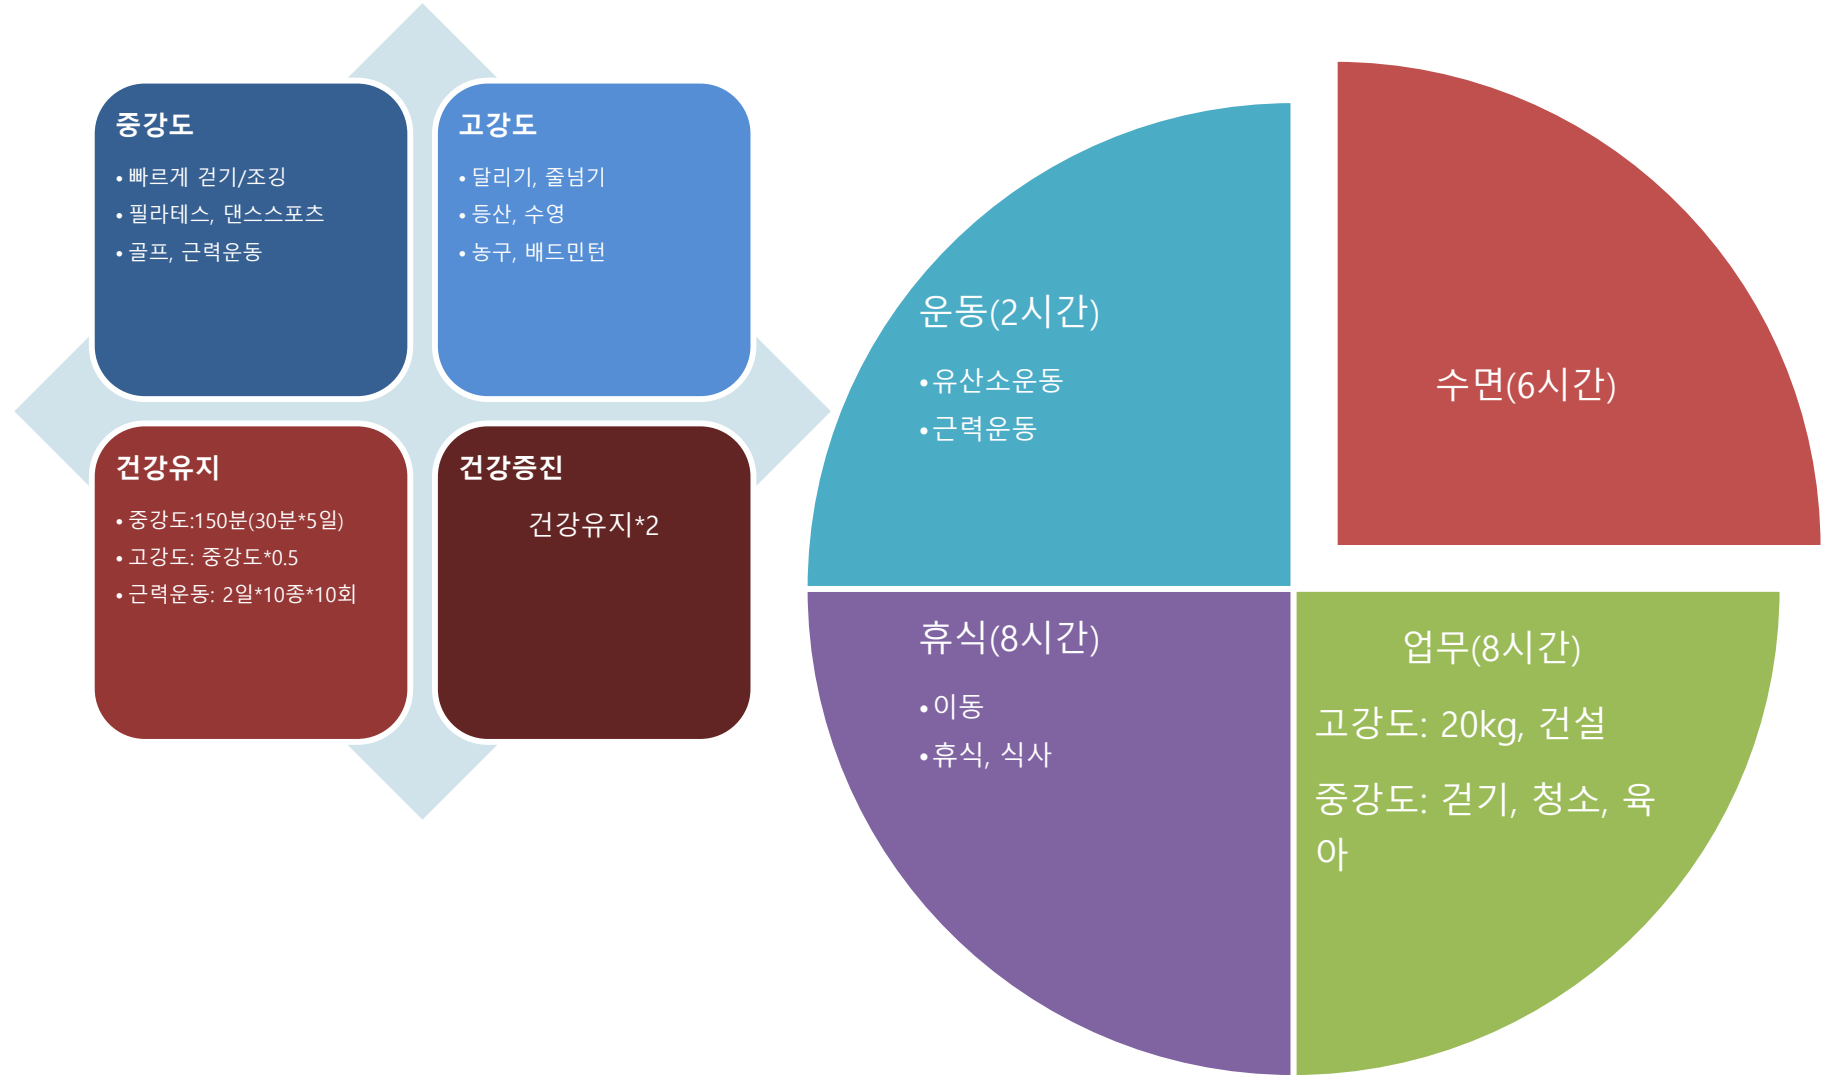 중강도
• 빠르게 걷기/조깅
• 필라테스, 댄스스포츠
• 골프, 근력운동
고강도
• 달리기, 줄넘기
• 등산, 수영
• 농구, 배드민턴
건강유지
• 중강도:150분(30분*5일)
• 고강도: 중강도*0.5
• 근력운동: 2일*10종*10회
건강증진
건강유지*2
운동(2시간)
• 유산소운동
• 근력운동
수면(6시간)
휴식(8시간)
• 이동
• 휴식, 식사
업무(8시간)
고강도: 20kg, 건설
중강도: 걷기, 청소, 육
아